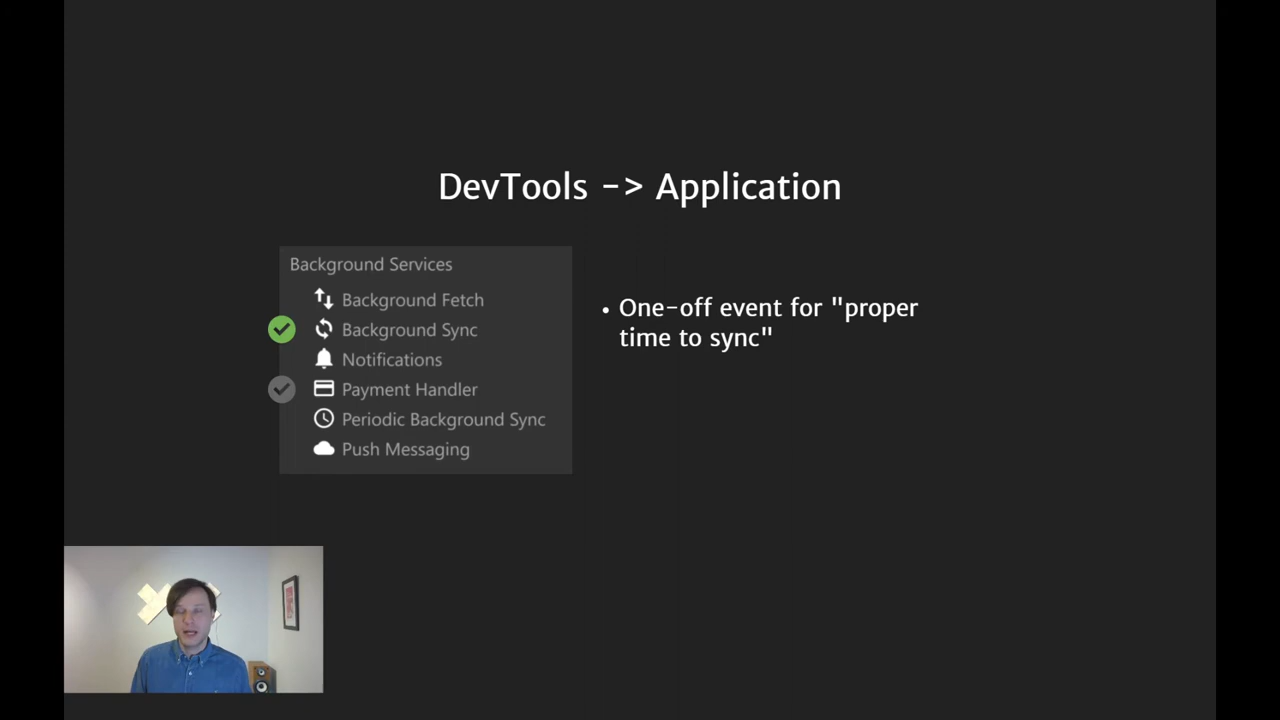 DevTools -> Application
Background Services
Background Fetch
Background Sync
Notifications
Payment Handler
Periodic Background Sync
Push Messaging
• One-off event for "proper
time to sync"